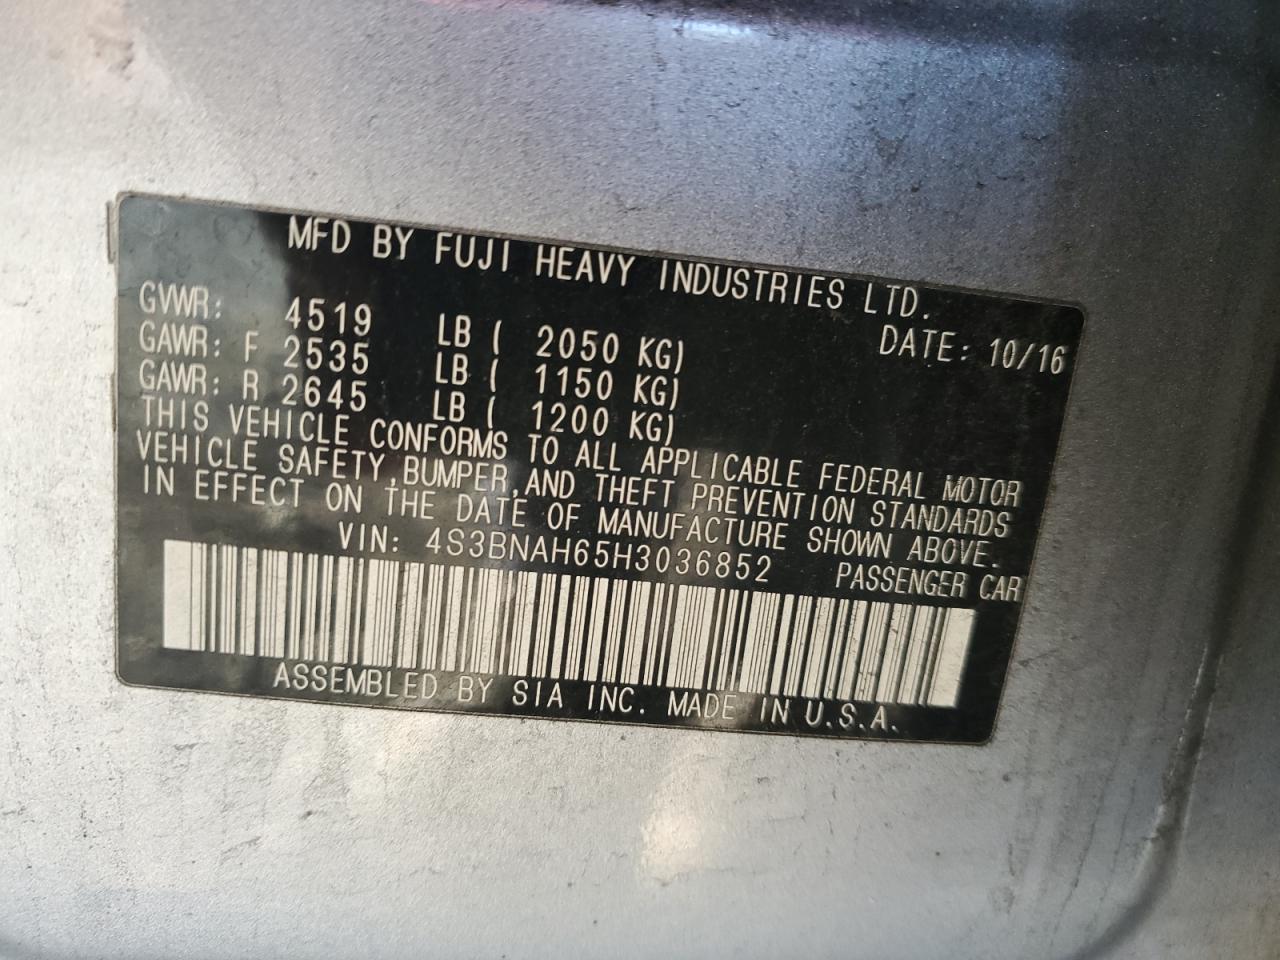 MFD BY FUJI HEAVY INDUSTRIES LTD.
DATE: 10/16
GVWR: 4519 LB ( 2050 KG)
GAWR: F 2535 LB ( 1150 KG)
GAWR: R 2645 LB ( 1200 KG)
THIS VEHICLE CONFORMS TO ALL APPLICABLE FEDERAL MOTOR
VEHICLE SAFETY,BUMPER,AND THEFT PREVENTION STANDARDS
IN EFFECT ON THE DATE OF MANUFACTURE SHOWN ABOVE.
VIN: 4S3BNAH65H3036852 PASSENGER CAR
ASSEMBLED BY SIA INC. MADE IN U.S.A.